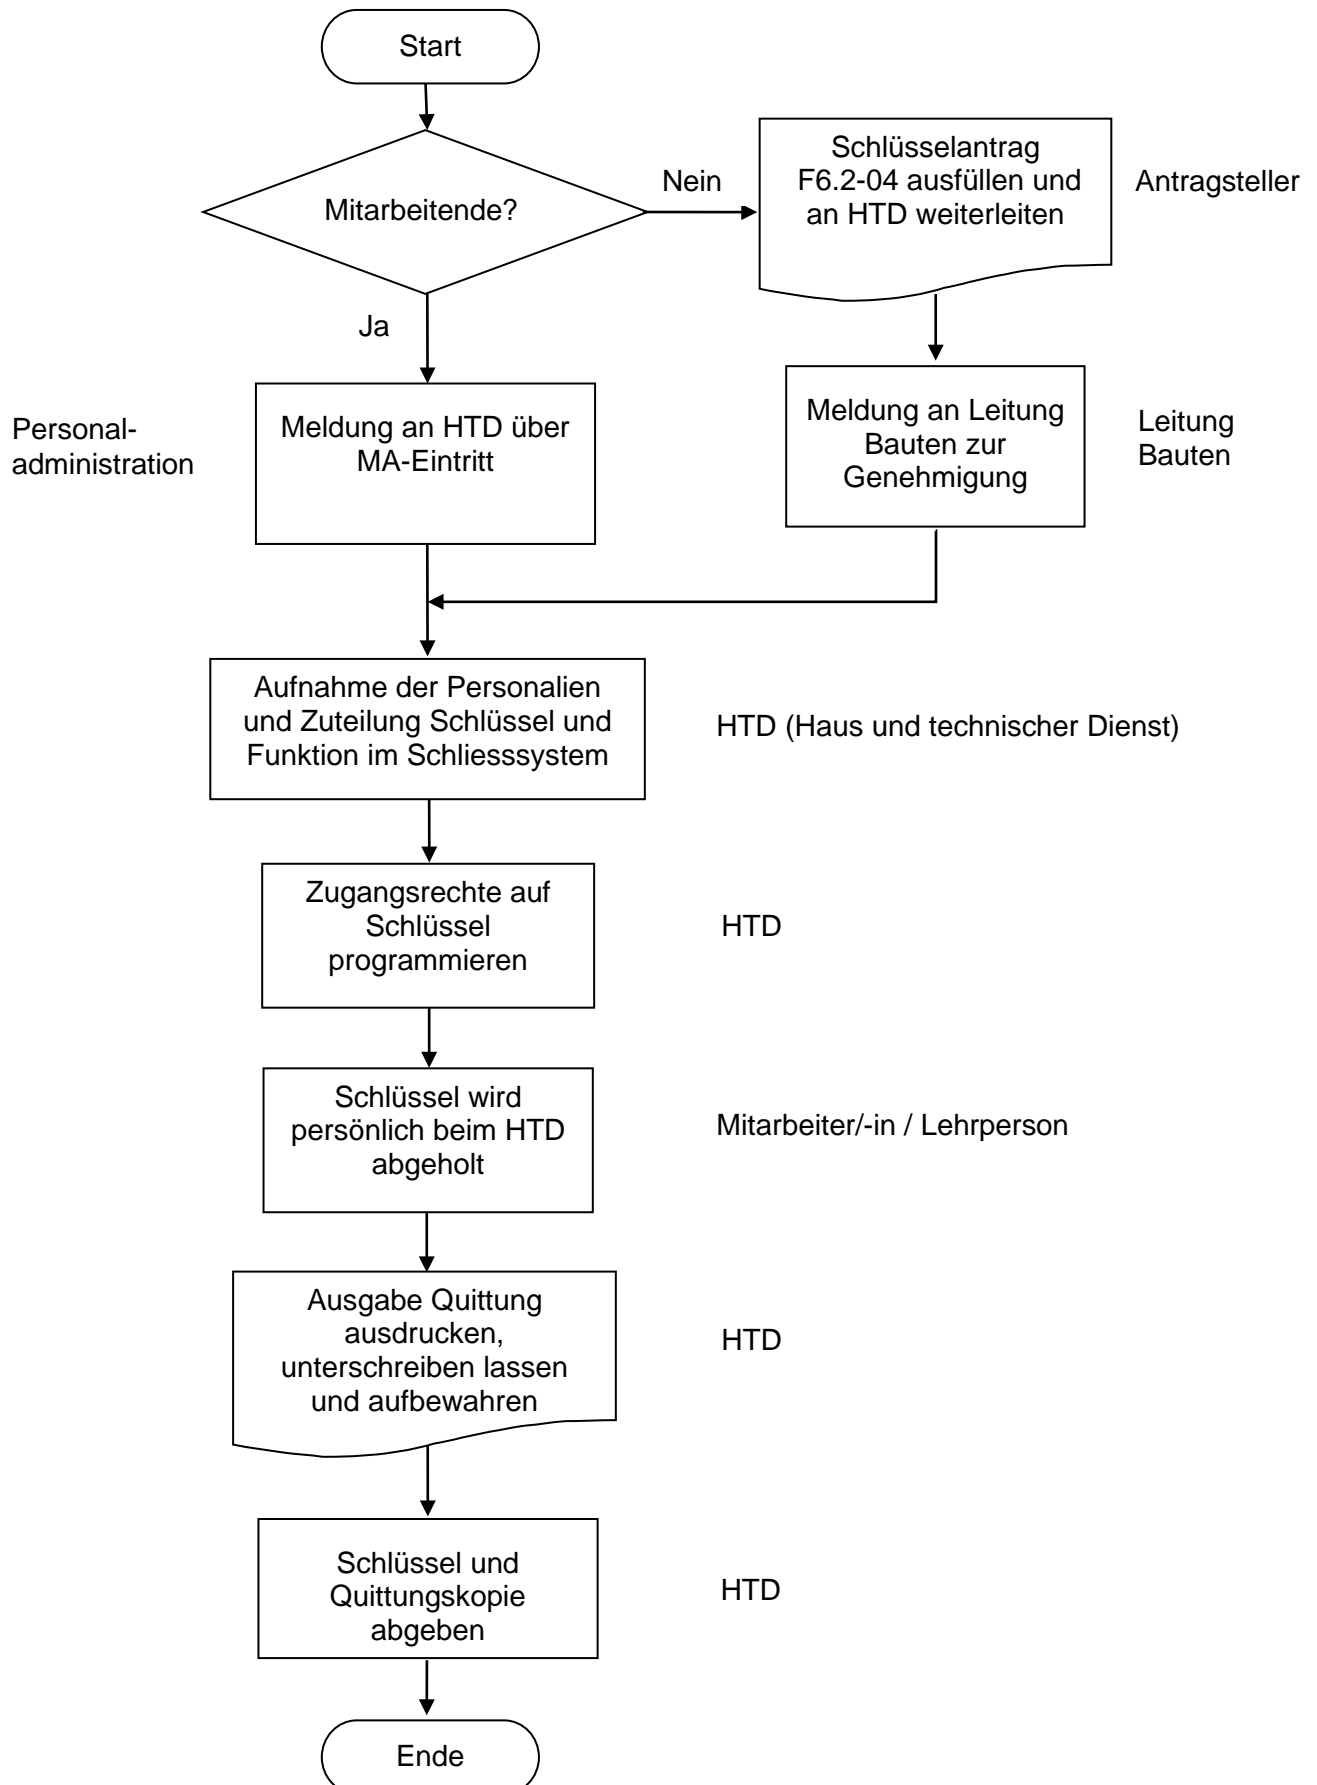 Start
Mitarbeitende?
Nein
Schlüsselantrag
F6.2-04 ausfüllen und
an HTD weiterleiten
Antragsteller
Ja
Personal-
administration
Meldung an HTD über
MA-Eintritt
Meldung an Leitung
Bauten zur
Genehmigung
Leitung
Bauten
Aufnahme der Personalien
und Zuteilung Schlüssel und
Funktion im Schliesssystem
HTD (Haus und technischer Dienst)
Zugangsrechte auf
Schlüssel
programmieren
HTD
Schlüssel wird
persönlich beim HTD
abgeholt
Mitarbeiter/-in / Lehrperson
Ausgabe Quittung
ausdrucken,
unterschreiben lassen
und aufbewahren
HTD
Schlüssel und
Quittungskopie
abgeben
HTD
Ende